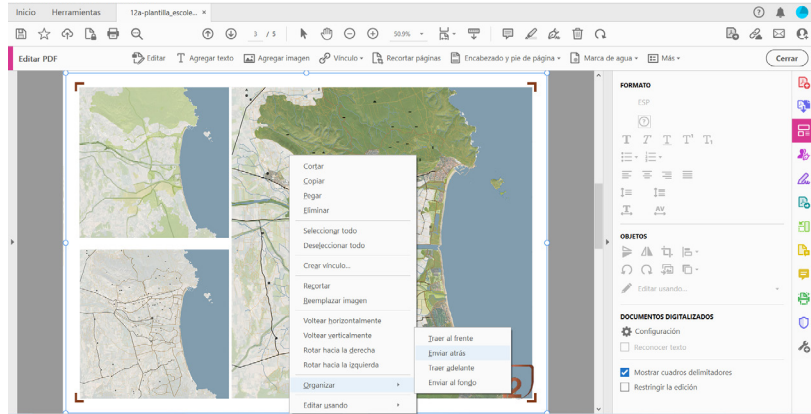 Inicio Herramientas 12a-plantilla_escole... ×
3 / 5 50.9%
Editar PDF Editar Agregar texto Agregar imagen Vínculo Recortar páginas Encabezado y pie de página Marca de agua Más Cerrar
FORMATO
ESP
T T T T¹ T₁
T AV
OBJETOS
Editar usando...
DOCUMENTOS DIGITALIZADOS
Configuración
Reconocer texto
Mostrar cuadros delimitadores
Restringir la edición
Cortar
Copiar
Pegar
Eliminar
Seleccionar todo
Deseleccionar todo
Crear vínculo...
Recortar
Reemplazar imagen
Voltear horizontalmente
Voltear verticalmente
Rotar hacia la derecha
Rotar hacia la izquierda
Organizar
Editar usando
Traer al frente
Enviar atrás
Traer adelante
Enviar al fondo
2